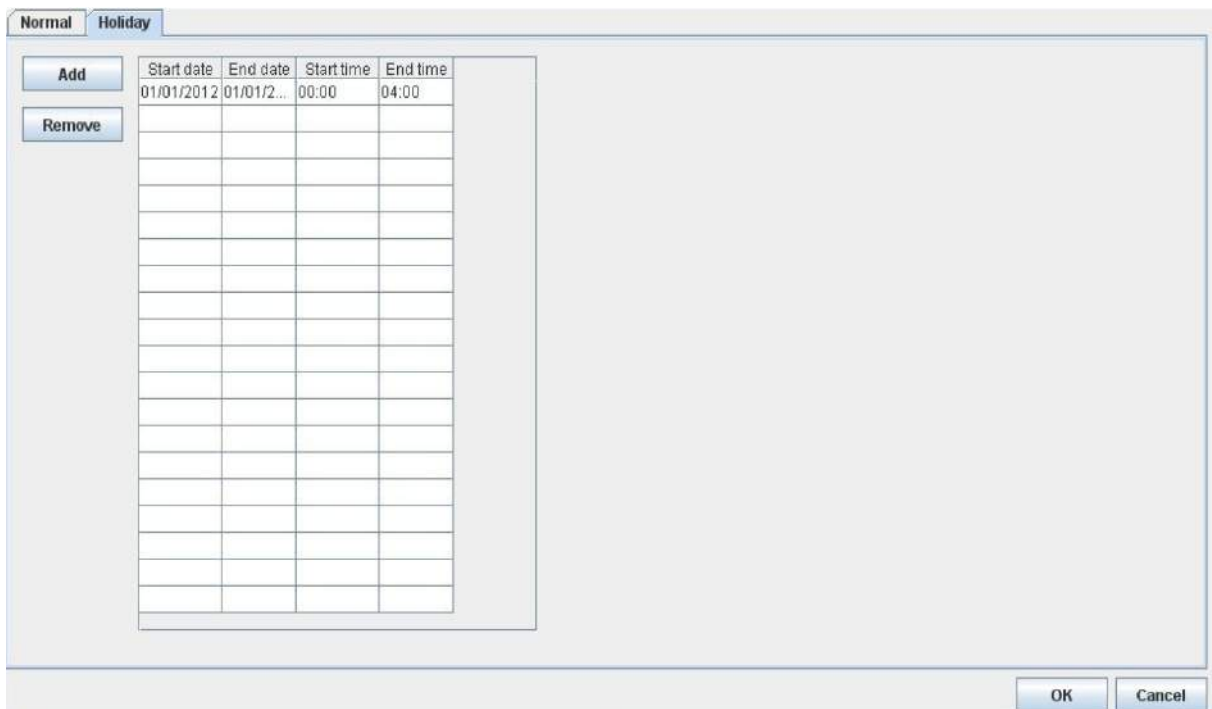 Normal Holiday
Add
Start date End date Start time End time
01/01/2012 01/01/2... 00:00 04:00
Remove
OK Cancel